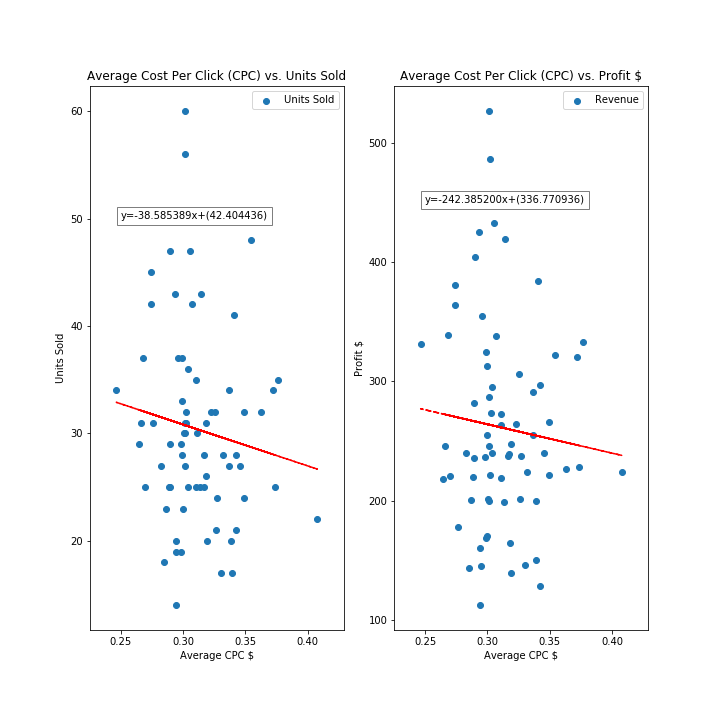 Average Cost Per Click (CPC) vs. Units Sold
Units Sold
y=-38.585389x+(42.404436)
Units Sold
60
50
40
30
20
0.25
0.30
0.35
0.40
Average CPC $
Average Cost Per Click (CPC) vs. Profit $
Revenue
y=-242.385200x+(336.770936)
Profit $
500
400
300
200
100
0.25
0.30
0.35
0.40
Average CPC $